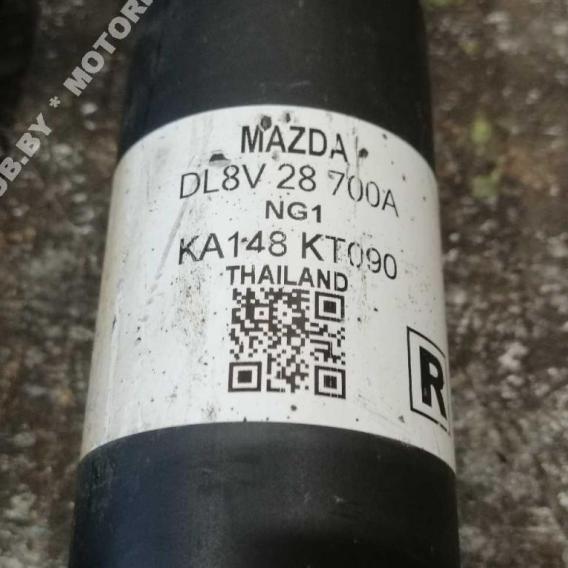 MAZDA
DL8V 28 700A
NG1
KA148 KT090
THAILAND
R